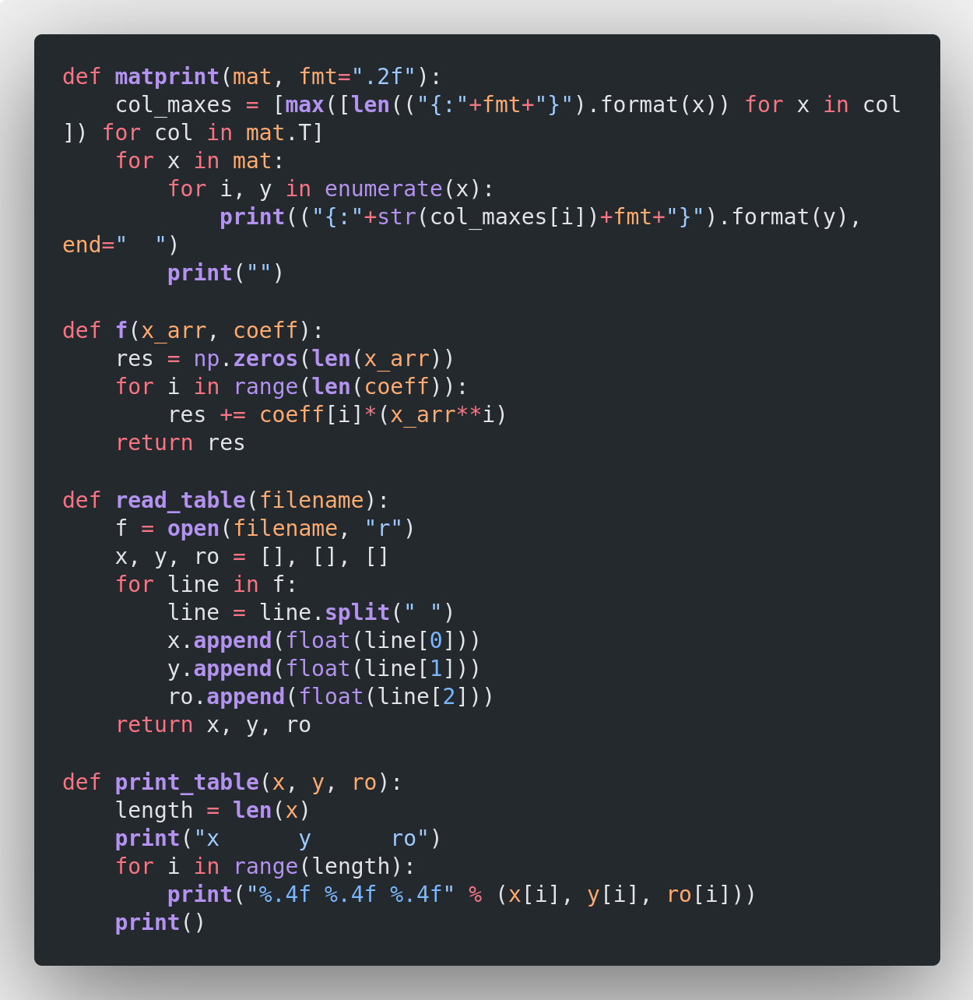 def matprint(mat, fmt=".2f"):
    col_maxes = [max([len(("{:"+fmt+"}").format(x)) for x in col
]) for col in mat.T]
    for x in mat:
        for i, y in enumerate(x):
            print(("{:"+str(col_maxes[i])+fmt+"}").format(y),
end="  ")
        print("")

def f(x_arr, coeff):
    res = np.zeros(len(x_arr))
    for i in range(len(coeff)):
        res += coeff[i]*(x_arr**i)
    return res

def read_table(filename):
    f = open(filename, "r")
    x, y, ro = [], [], []
    for line in f:
        line = line.split(" ")
        x.append(float(line[0]))
        y.append(float(line[1]))
        ro.append(float(line[2]))
    return x, y, ro

def print_table(x, y, ro):
    length = len(x)
    print("x      y      ro")
    for i in range(length):
        print("%.4f %.4f %.4f" % (x[i], y[i], ro[i]))
    print()